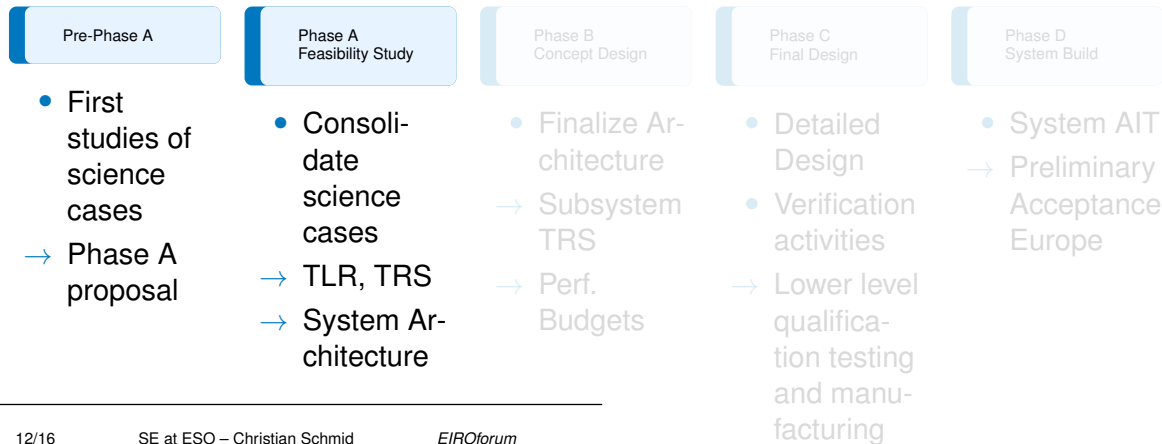 Pre-Phase A
• First
studies of
science
cases
→ Phase A
proposal
Phase A
Feasibility Study
• Consoli-
date
science
cases
→ TLR, TRS
→ System Ar-
chitecture
Phase B
Concept Design
• Finalize Ar-
chitecture
→ Subsystem
TRS
→ Perf.
Budgets
Phase C
Final Design
• Detailed
Design
• Verification
activities
→ Lower level
qualifica-
tion testing
and manu-
facturing
Phase D
System Build
• System AIT
→ Preliminary
Acceptance
Europe
12/16 SE at ESO – Christian Schmid EIROforum